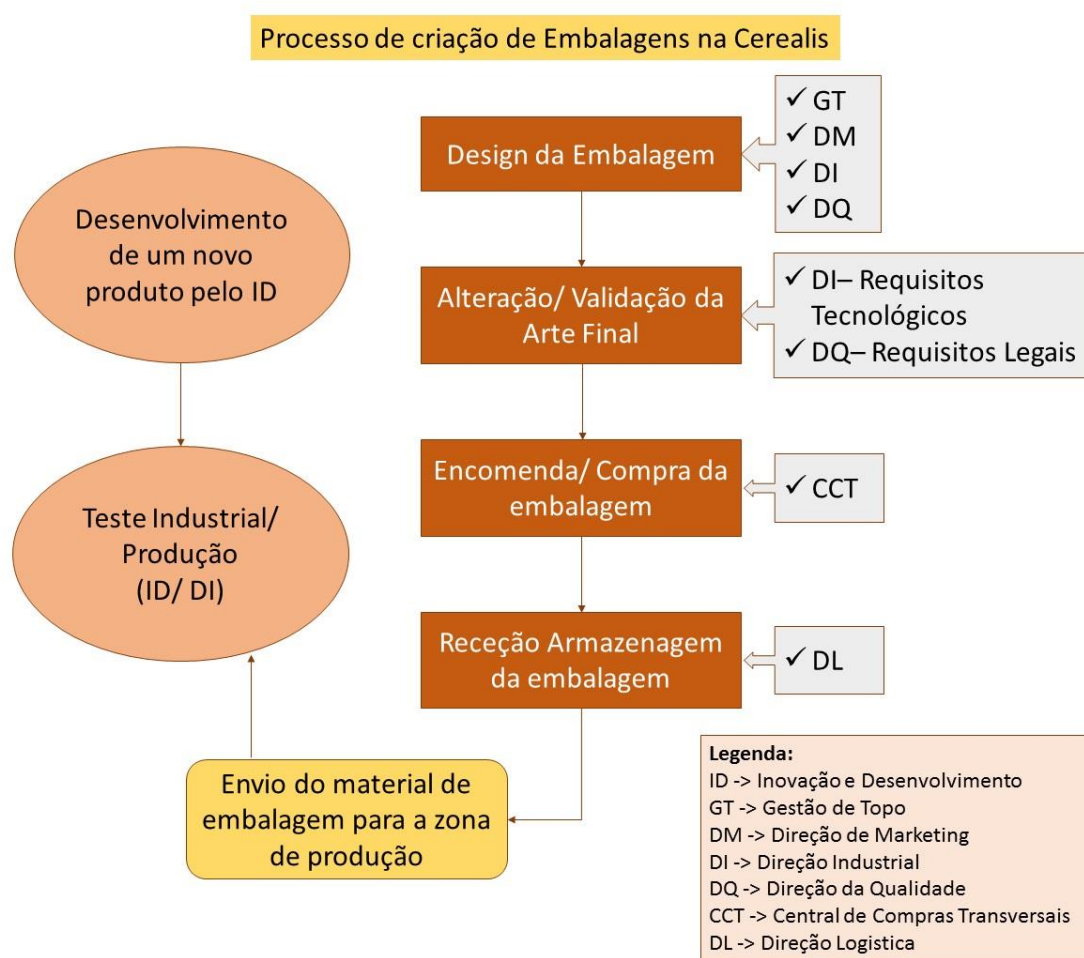 Processo de criação de Embalagens na Cerealis
Design da Embalagem
✓ GT
✓ DM
✓ DI
✓ DQ
Desenvolvimento
de um novo
produto pelo ID
Alteração/ Validação da
Arte Final
✓ DI– Requisitos
Tecnológicos
✓ DQ– Requisitos Legais
Encomenda/ Compra da
embalagem
✓ CCT
Teste Industrial/
Produção
(ID/ DI)
Receção Armazenagem
da embalagem
✓ DL
Envio do material de
embalagem para a zona
de produção
Legenda:
ID -> Inovação e Desenvolvimento
GT -> Gestão de Topo
DM -> Direção de Marketing
DI -> Direção Industrial
DQ -> Direção da Qualidade
CCT -> Central de Compras Transversais
DL -> Direção Logistica